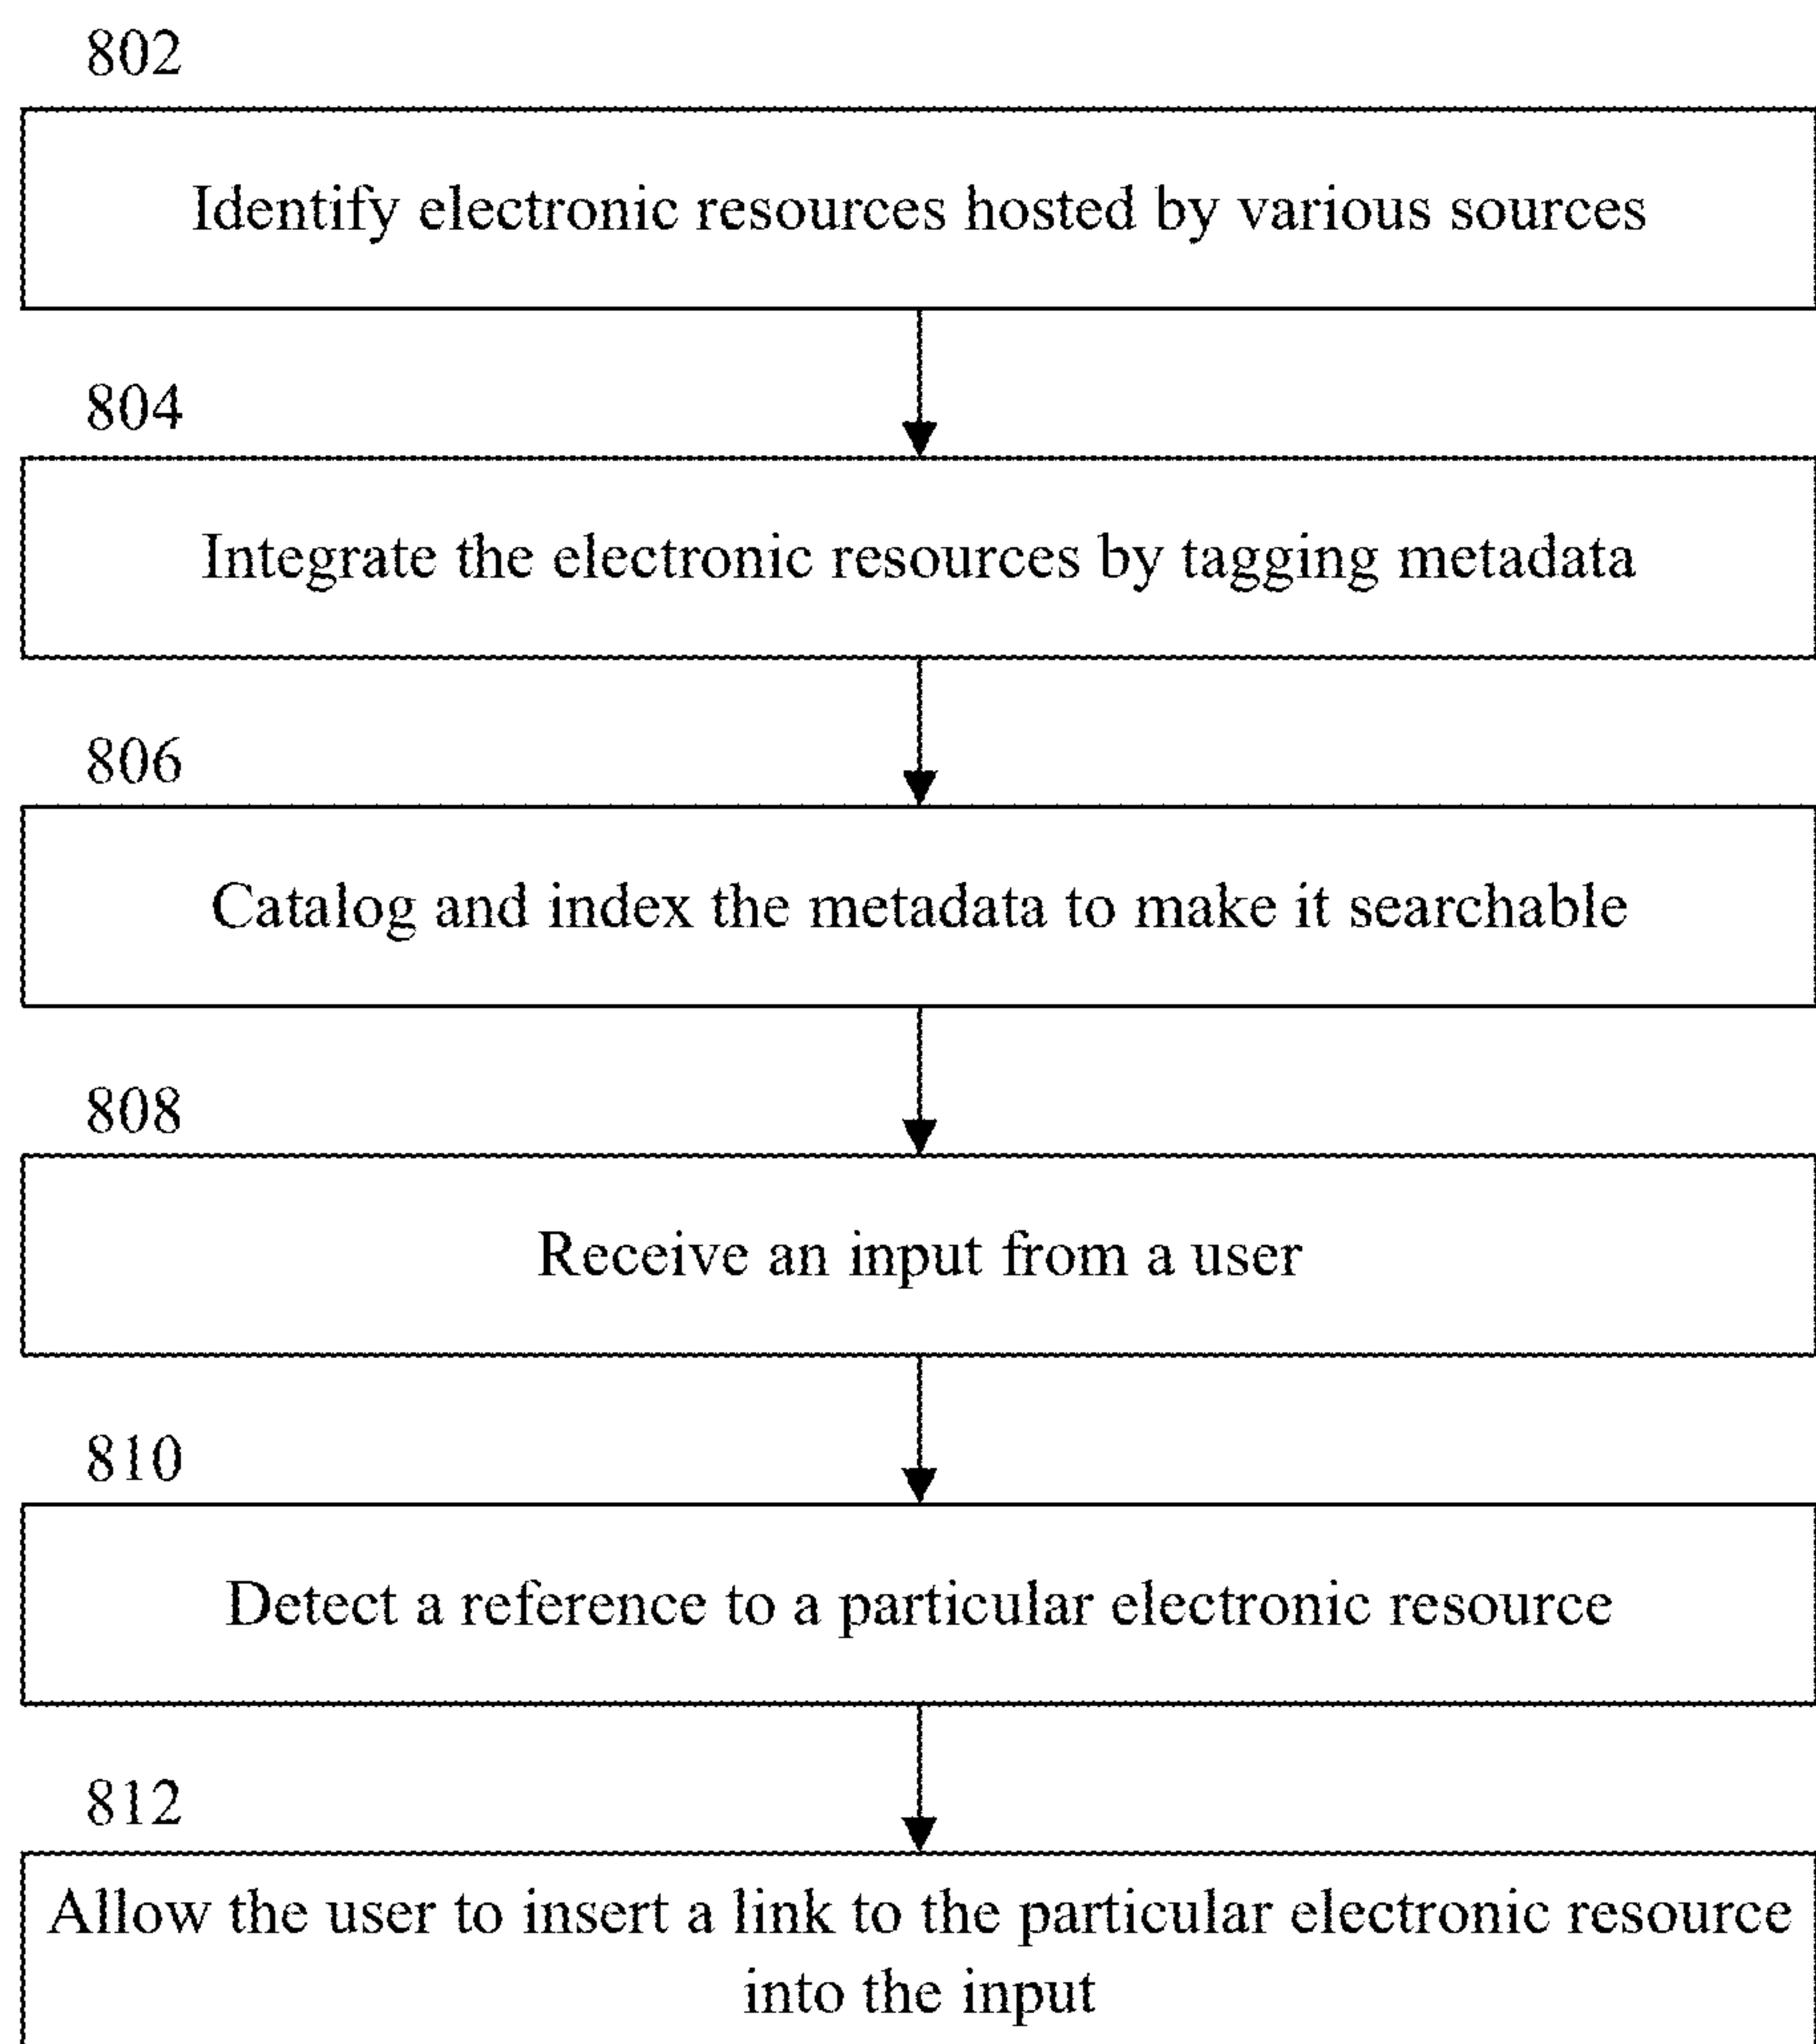 802
Identify electronic resources hosted by various sources
804
Integrate the electronic resources by tagging metadata
806
Catalog and index the metadata to make it searchable
808
Receive an input from a user
810
Detect a reference to a particular electronic resource
812
Allow the user to insert a link to the particular electronic resource
into the input